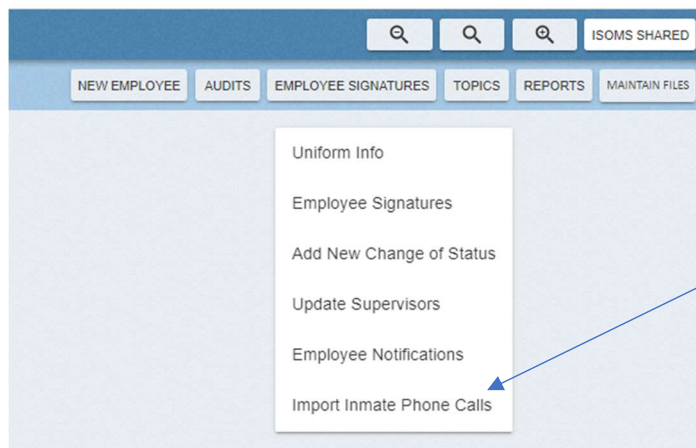 ISOMS SHARED
NEW EMPLOYEE AUDITS EMPLOYEE SIGNATURES TOPICS REPORTS MAINTAIN FILES
Uniform Info
Employee Signatures
Add New Change of Status
Update Supervisors
Employee Notifications
Import Inmate Phone Calls